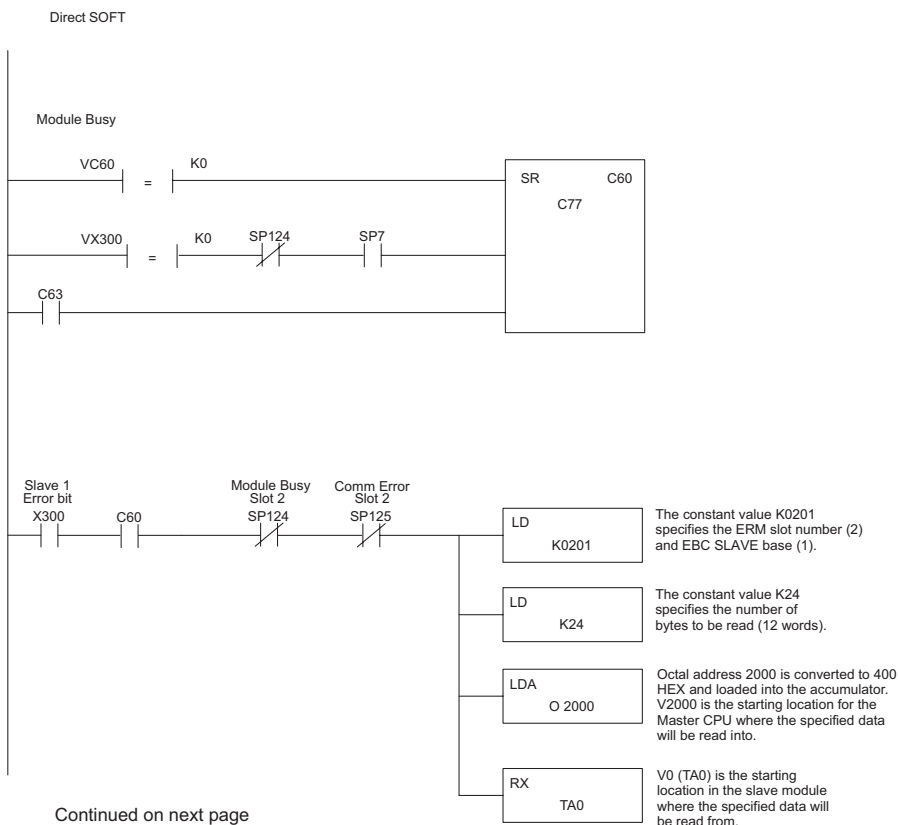 Direct SOFT
Module Busy
VC60 K0
=
SR C60
C77
VX300 K0 SP124 SP7
=
C63
Slave 1
Error bit
X300
C60
Module Busy
Slot 2
SP124
Comm Error
Slot 2
SP125
LD
K0201
The constant value K0201
specifies the ERM slot number (2)
and EBC SLAVE base (1).
LD
K24
The constant value K24
specifies the number of
bytes to be read (12 words).
LDA
O 2000
Octal address 2000 is converted to 400
HEX and loaded into the accumulator.
V2000 is the starting location for the
Master CPU where the specified data
will be read into.
RX
TA0
V0 (TA0) is the starting
location in the slave module
where the specified data will
be read from.
Continued on next page